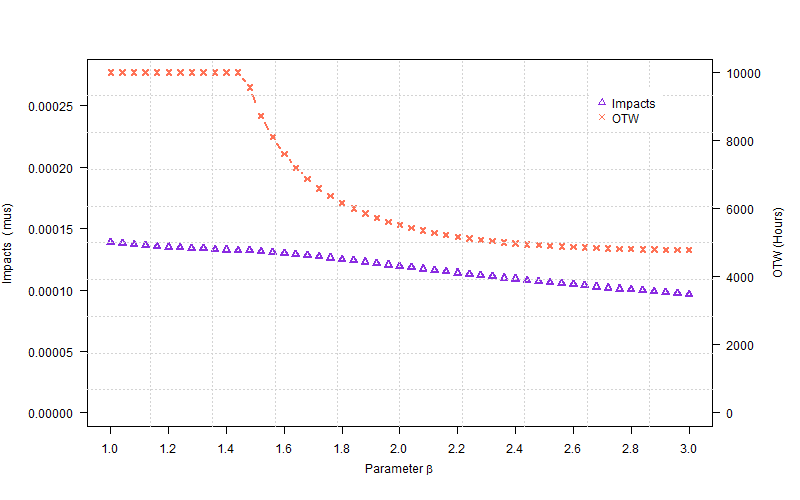 Impacts (mus)
0.00025
0.00020
0.00015
0.00010
0.00005
0.00000
Impacts
OTW
10000
8000
6000
4000
2000
0
OTW (Hours)
1.0 1.2 1.4 1.6 1.8 2.0 2.2 2.4 2.6 2.8 3.0
Parameter β